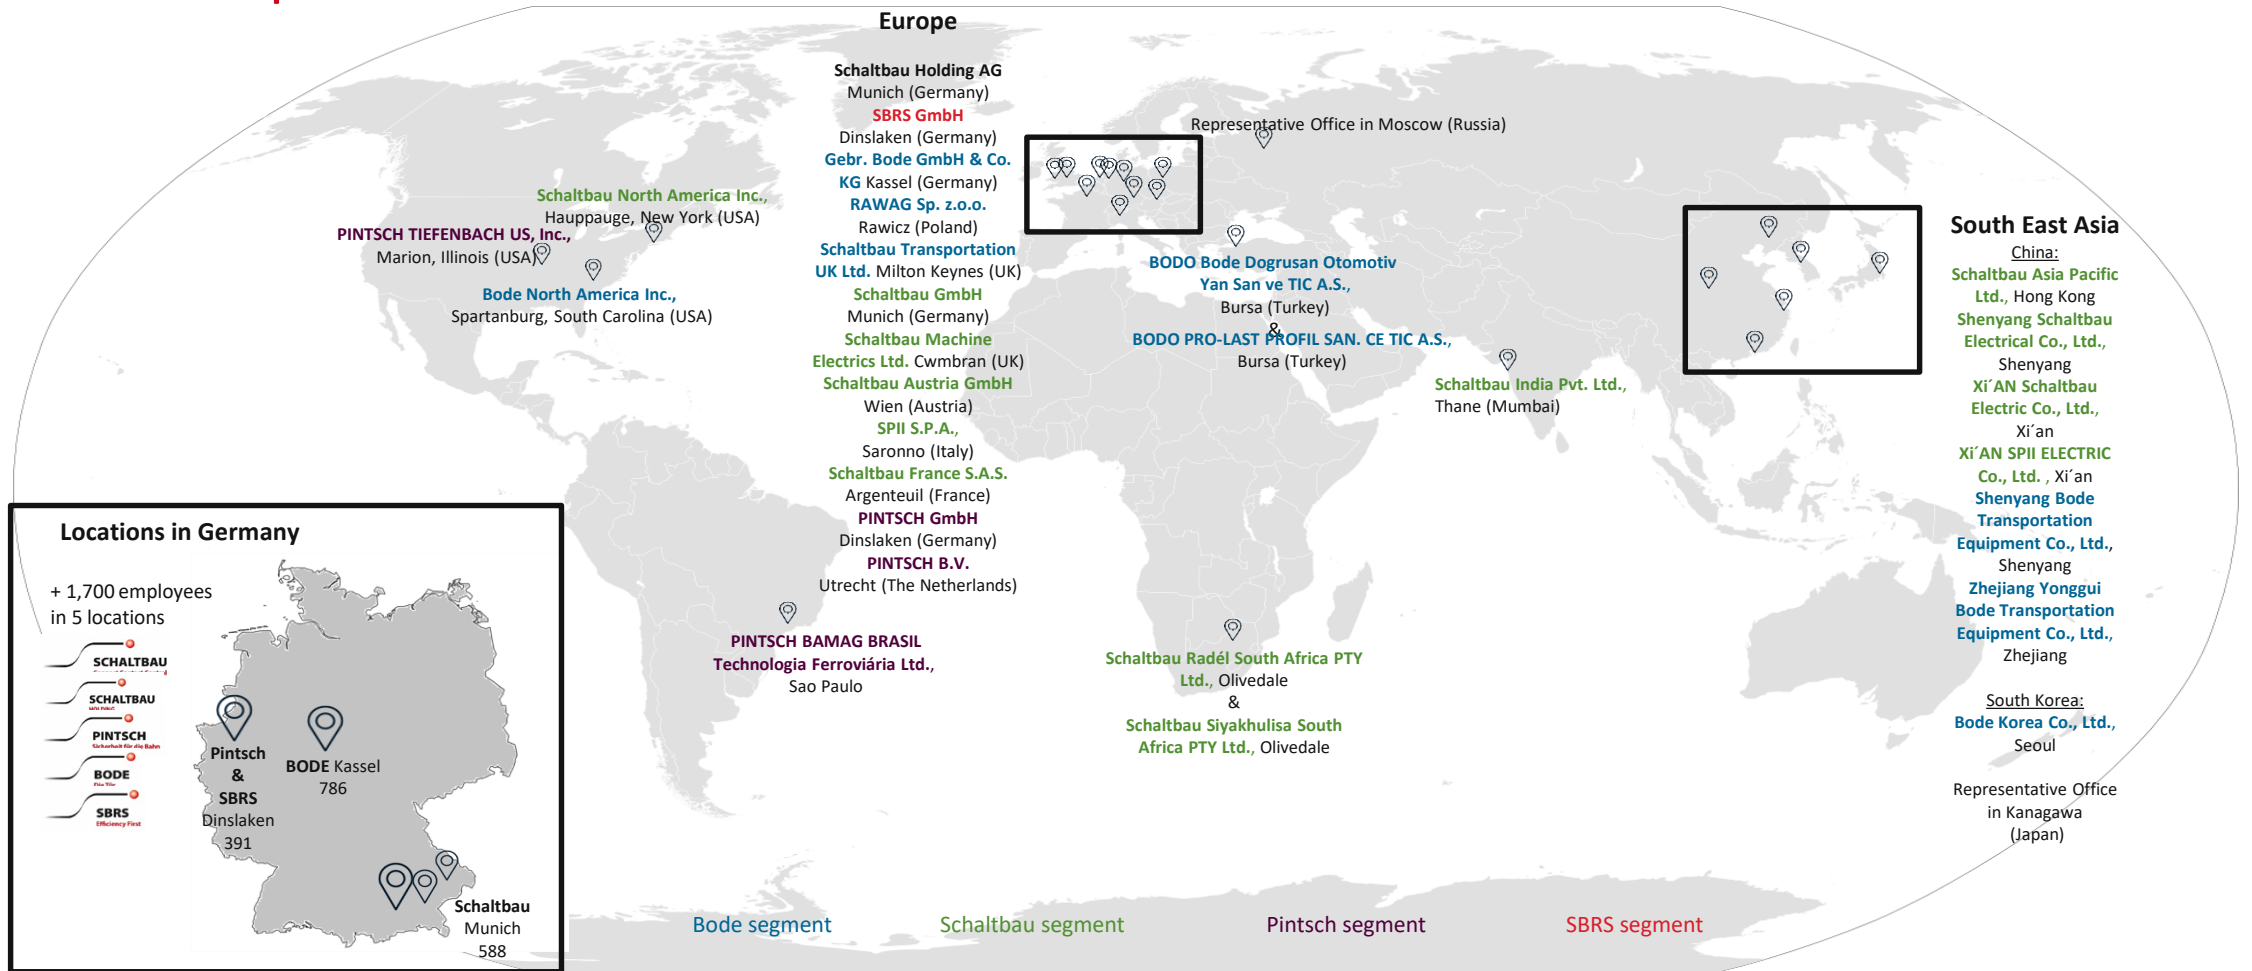 Europe
Schaltbau Holding AG
Munich (Germany)
SBRS GmbH
Dinslaken (Germany)
Gebr. Bode GmbH & Co.
KG Kassel (Germany)
RAWAG Sp. z.o.o.
Rawicz (Poland)
Schaltbau Transportation
UK Ltd. Milton Keynes (UK)
Schaltbau GmbH
Munich (Germany)
Schaltbau Machine
Electrics Ltd. Cwmbran (UK)
Schaltbau Austria GmbH
Wien (Austria)
SPII S.P.A.,
Saronno (Italy)
Schaltbau France S.A.S.
Argenteuil (France)
PINTSCH GmbH
Dinslaken (Germany)
PINTSCH B.V.
Utrecht (The Netherlands)
Schaltbau North America Inc.,
Hauppauge, New York (USA)
PINTSCH TIEFENBACH US, Inc.,
Marion, Illinois (USA)
Bode North America Inc.,
Spartanburg, South Carolina (USA)
Representative Office in Moscow (Russia)
BODO Bode Dogrusan Otomotiv
Yan San ve TIC A.S.,
Bursa (Turkey)
&
BODO PRO-LAST PROFIL SAN. CE TIC A.S.,
Bursa (Turkey)
Schaltbau India Pvt. Ltd.,
Thane (Mumbai)
South East Asia
China:
Schaltbau Asia Pacific
Ltd., Hong Kong
Shenyang Schaltbau
Electrical Co., Ltd.,
Shenyang
Xi´AN Schaltbau
Electric Co., Ltd.,
Xi´an
Xi´AN SPII ELECTRIC
Co., Ltd. , Xi´an
Shenyang Bode
Transportation
Equipment Co., Ltd.,
Shenyang
Zhejiang Yonggui
Bode Transportation
Equipment Co., Ltd.,
Zhejiang
South Korea:
Bode Korea Co., Ltd.,
Seoul
Representative Office
in Kanagawa
(Japan)
PINTSCH BAMAG BRASIL
Technologia Ferroviária Ltd.,
Sao Paulo
Schaltbau Radél South Africa PTY
Ltd., Olivedale
&
Schaltbau Siyakhulisa South
Africa PTY Ltd., Olivedale
Locations in Germany
+ 1,700 employees
in 5 locations
SCHALTBAU
SCHALTBAU
PINTSCH
Sicherheit für die Bahn
BODE
SBRS
Efficiency First
Pintsch
&
SBRS
Dinslaken
391
BODE Kassel
786
Schaltbau
Munich
588
Bode segment
Schaltbau segment
Pintsch segment
SBRS segment